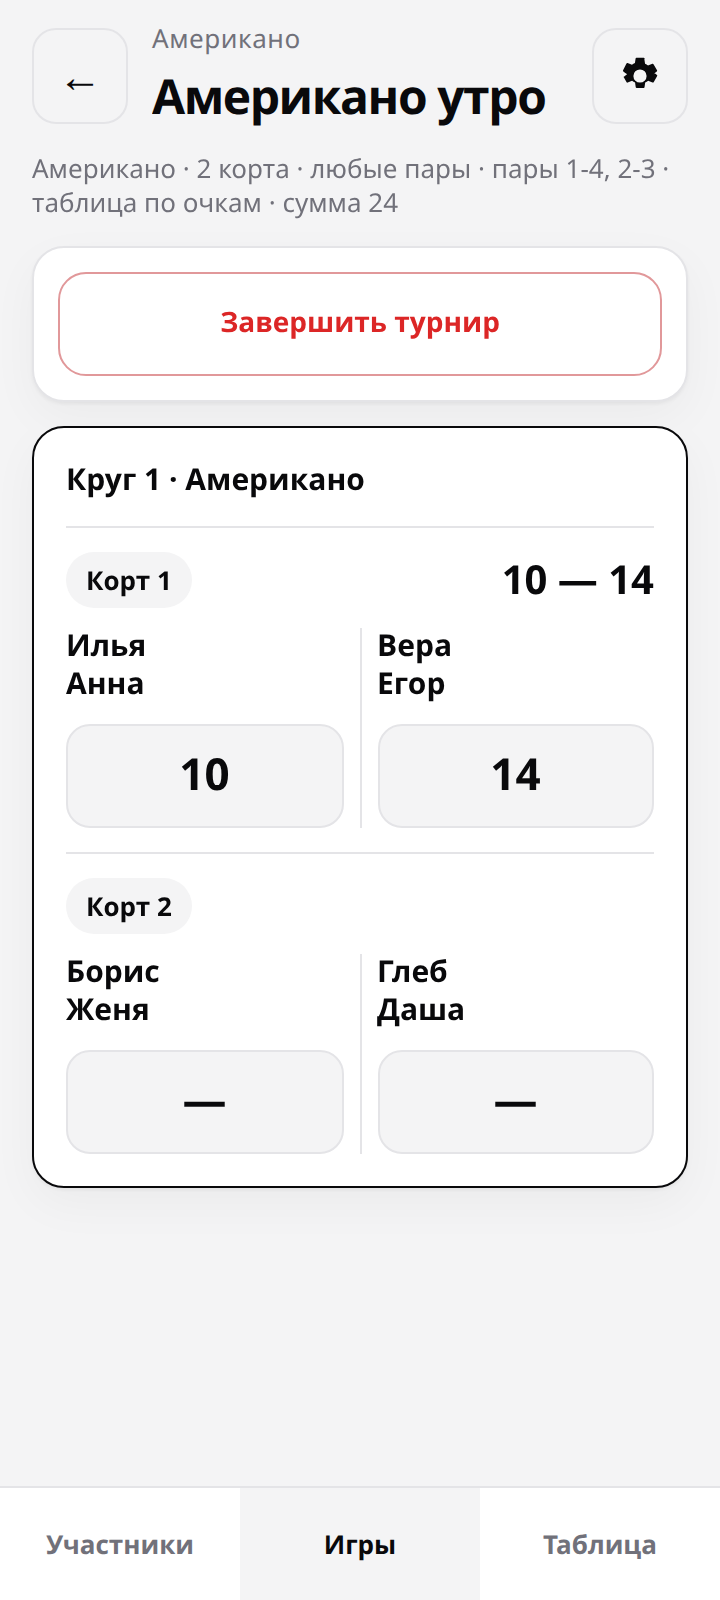 ←
Американо
Американо утро
Американо · 2 корта · любые пары · пары 1-4, 2-3 ·
таблица по очкам · сумма 24
Завершить турнир
Круг 1 · Американо
Корт 1
10 — 14
Илья
Анна
Вера
Егор
10
14
Корт 2
Борис
Женя
Глеб
Даша
—
—
Участники
Игры
Таблица